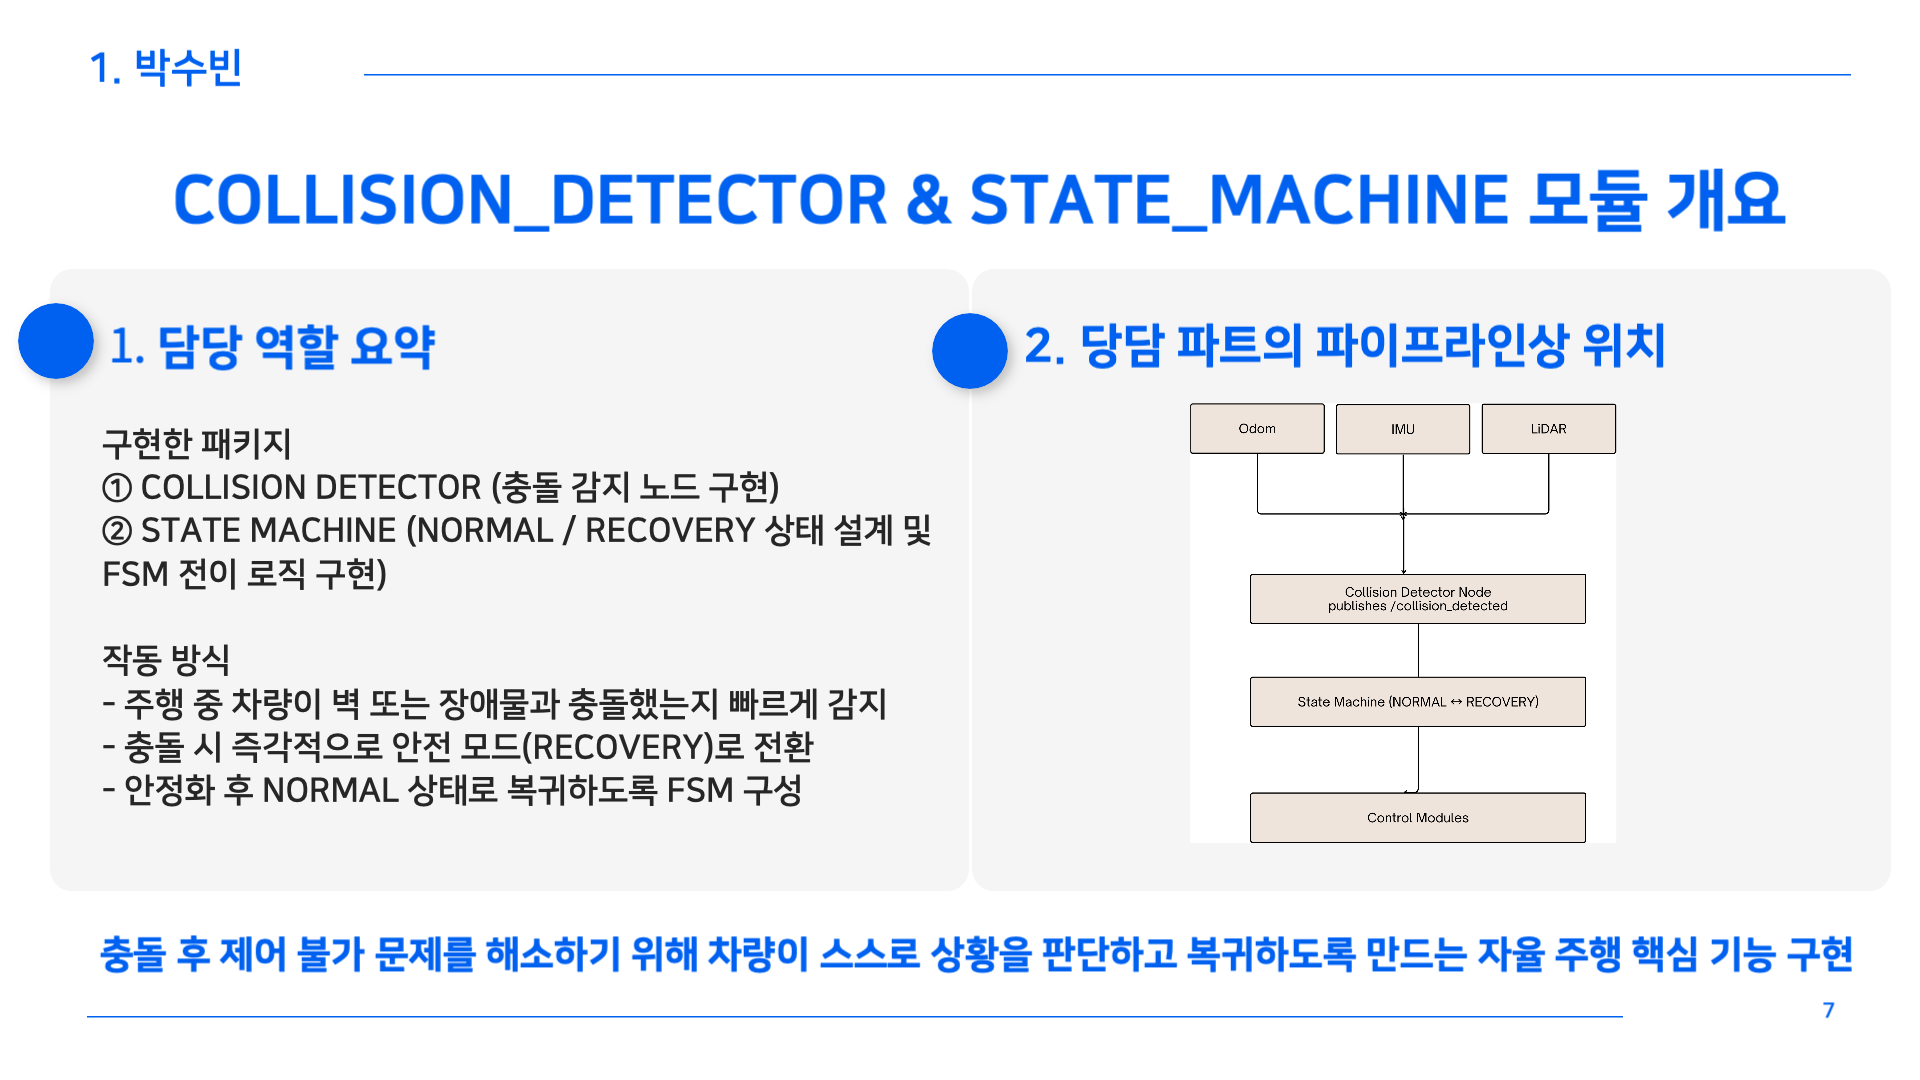 1. 박수빈
COLLISION_DETECTOR & STATE_MACHINE 모듈 개요
1. 담당 역할 요약
구현한 패키지
① COLLISION DETECTOR (충돌 감지 노드 구현)
② STATE MACHINE (NORMAL / RECOVERY 상태 설계 및
FSM 전이 로직 구현)
작동 방식
- 주행 중 차량이 벽 또는 장애물과 충돌했는지 빠르게 감지
- 충돌 시 즉각적으로 안전 모드(RECOVERY)로 전환
- 안정화 후 NORMAL 상태로 복귀하도록 FSM 구성
2. 당담 파트의 파이프라인상 위치
Odom
IMU
LiDAR
Collision Detector Node
publishes /collision_detected
State Machine (NORMAL ↔ RECOVERY)
Control Modules
충돌 후 제어 불가 문제를 해소하기 위해 차량이 스스로 상황을 판단하고 복귀하도록 만드는 자율 주행 핵심 기능 구현
7